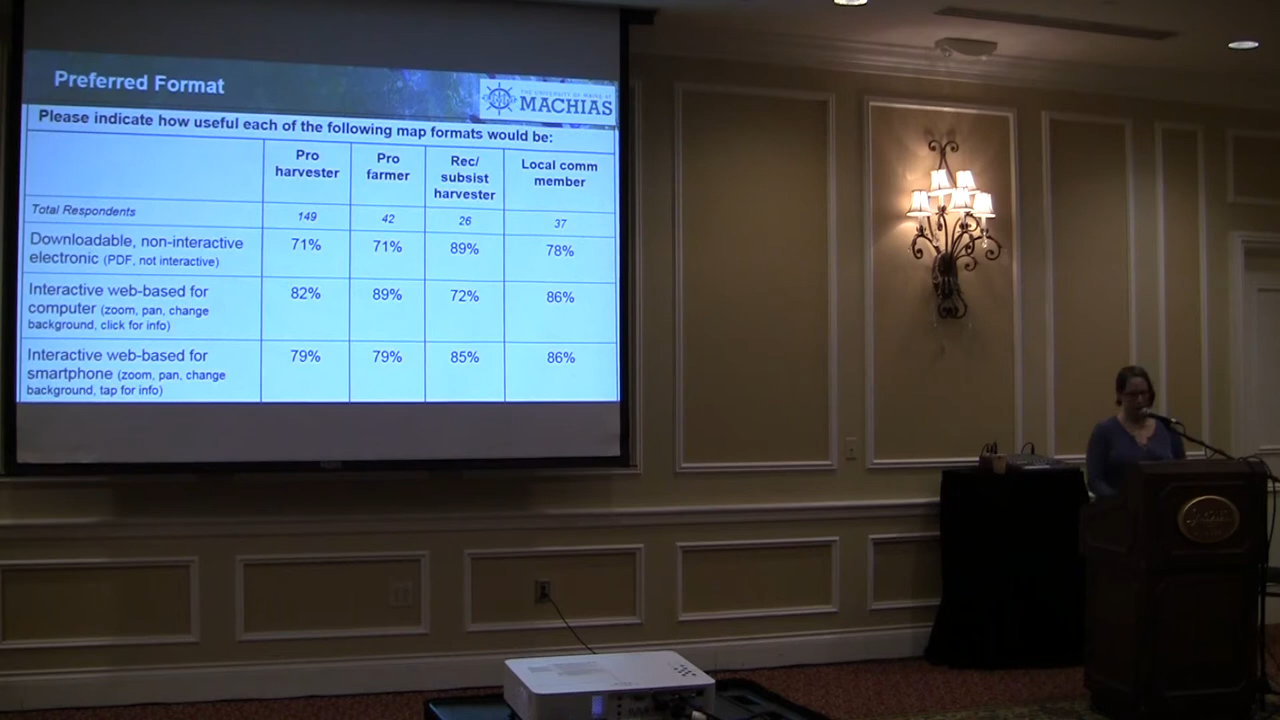 Preferred Format
THE UNIVERSITY OF MAINE at
MACHIAS
Please indicate how useful each of the following map formats would be:
Pro harvester
Pro farmer
Rec/ subsist harvester
Local comm member
Total Respondents 149 42 26 37
Downloadable, non-interactive electronic (PDF, not interactive) 71% 71% 89% 78%
Interactive web-based for computer (zoom, pan, change background, click for info) 82% 89% 72% 86%
Interactive web-based for smartphone (zoom, pan, change background, tap for info) 79% 79% 85% 86%